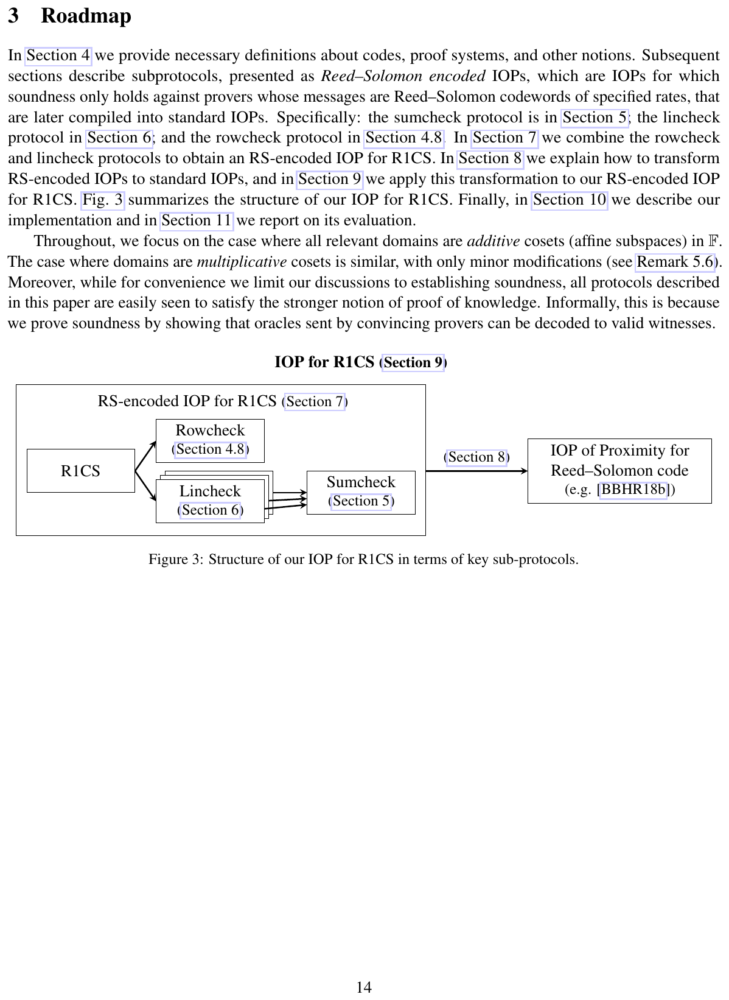 3 Roadmap
In Section 4 we provide necessary definitions about codes, proof systems, and other notions. Subsequent
sections describe subprotocols, presented as Reed–Solomon encoded IOPs, which are IOPs for which
soundness only holds against provers whose messages are Reed–Solomon codewords of specified rates, that
are later compiled into standard IOPs. Specifically: the sumcheck protocol is in Section 5; the lincheck
protocol in Section 6; and the rowcheck protocol in Section 4.8. In Section 7 we combine the rowcheck
and lincheck protocols to obtain an RS-encoded IOP for R1CS. In Section 8 we explain how to transform
RS-encoded IOPs to standard IOPs, and in Section 9 we apply this transformation to our RS-encoded IOP
for R1CS. Fig. 3 summarizes the structure of our IOP for R1CS. Finally, in Section 10 we describe our
implementation and in Section 11 we report on its evaluation.
Throughout, we focus on the case where all relevant domains are additive cosets (affine subspaces) in 𝔽.
The case where domains are multiplicative cosets is similar, with only minor modifications (see Remark 5.6).
Moreover, while for convenience we limit our discussions to establishing soundness, all protocols described
in this paper are easily seen to satisfy the stronger notion of proof of knowledge. Informally, this is because
we prove soundness by showing that oracles sent by convincing provers can be decoded to valid witnesses.
IOP for R1CS (Section 9)
RS-encoded IOP for R1CS (Section 7)
R1CS
Rowcheck
(Section 4.8)
Lincheck
(Section 6)
Sumcheck
(Section 5)
(Section 8)
IOP of Proximity for
Reed–Solomon code
(e.g. [BBHR18b])
Figure 3: Structure of our IOP for R1CS in terms of key sub-protocols.
14